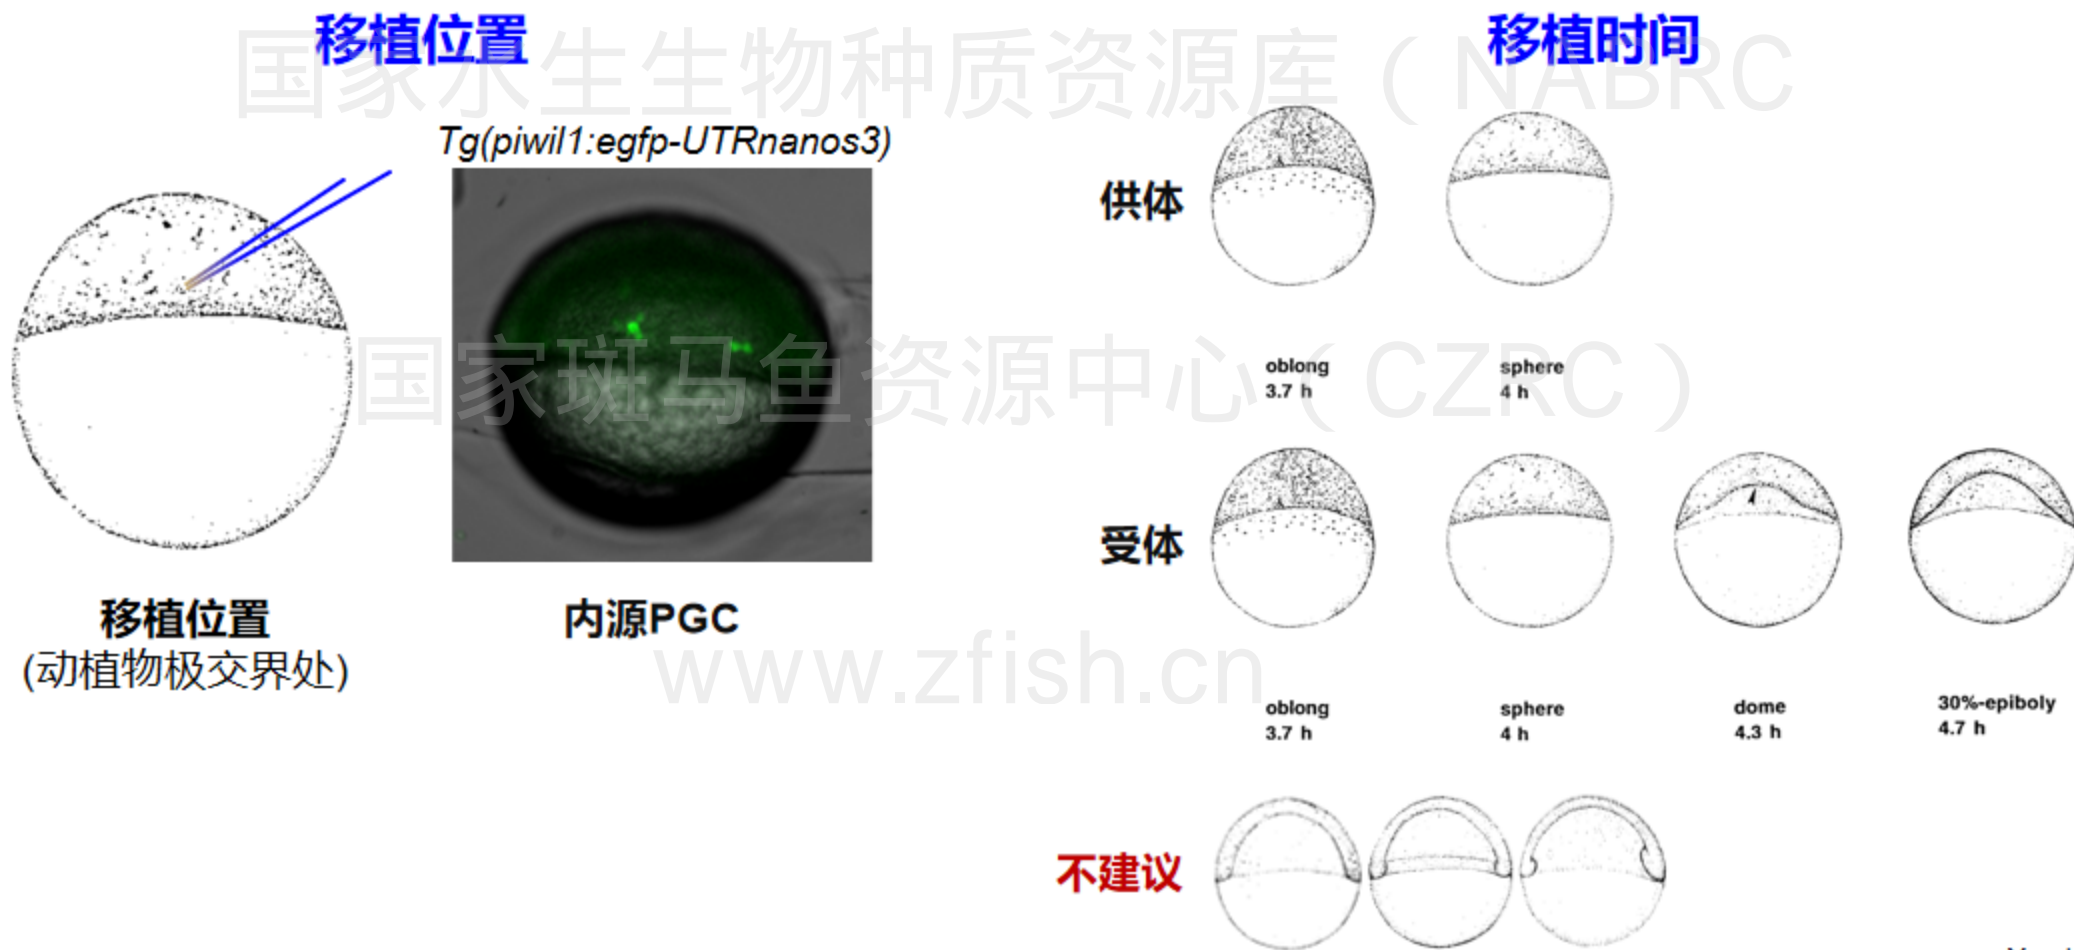 移植位置
移植时间
国家水生生物种质资源库（NABRC
Tg(piwil1:egfp-UTRnanos3)
供体
oblong
3.7 h
sphere
4 h
国家斑马鱼资源中心（CZRC）
受体
移植位置
(动植物极交界处)
内源PGC
www.zfish.cn
oblong
3.7 h
sphere
4 h
dome
4.3 h
30%-epiboly
4.7 h
不建议